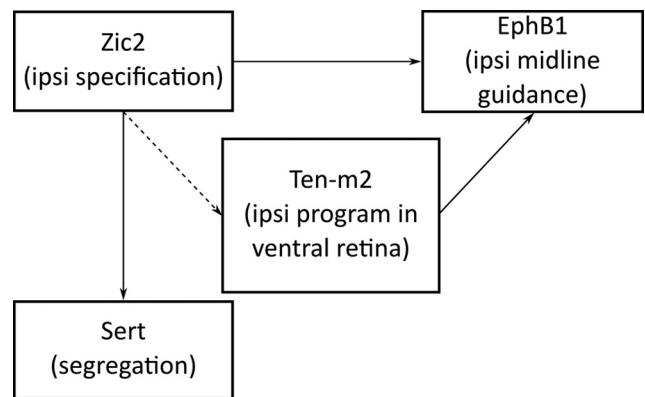 Zic2
(ipsi specification)
EphB1
(ipsi midline
guidance)
Ten-m2
(ipsi program in
ventral retina)
Sert
(segregation)